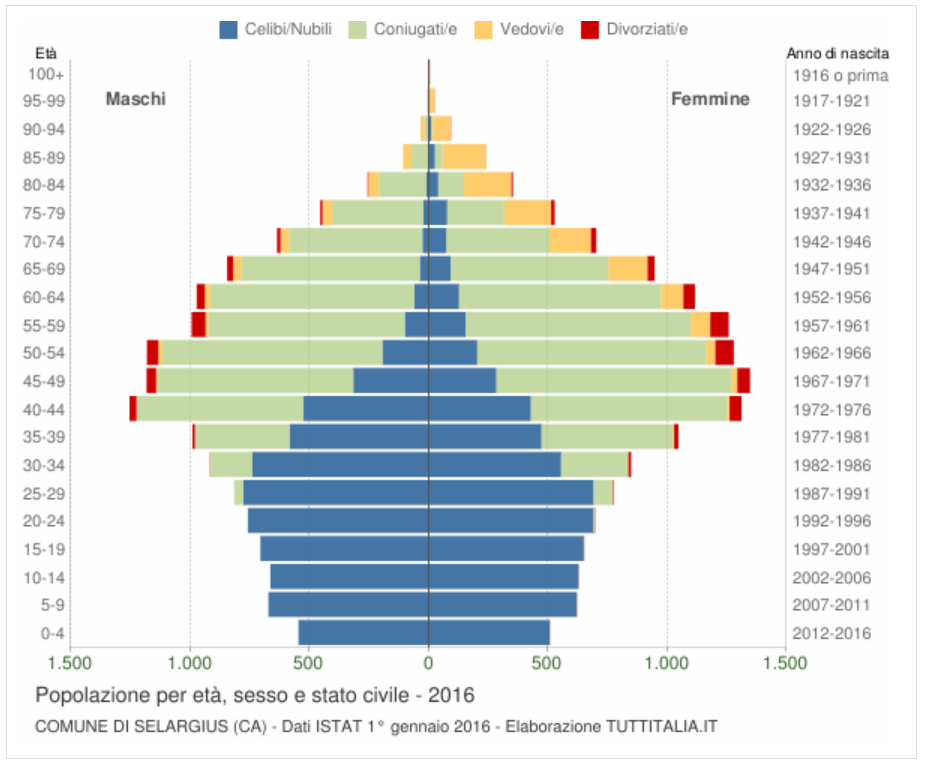 Celibi/Nubili Coniugati/e Vedovi/e Divorziati/e
Età Anno di nascita
100+ 1916 o prima
Maschi Femmine
95-99 1917-1921
90-94 1922-1926
85-89 1927-1931
80-84 1932-1936
75-79 1937-1941
70-74 1942-1946
65-69 1947-1951
60-64 1952-1956
55-59 1957-1961
50-54 1962-1966
45-49 1967-1971
40-44 1972-1976
35-39 1977-1981
30-34 1982-1986
25-29 1987-1991
20-24 1992-1996
15-19 1997-2001
10-14 2002-2006
5-9 2007-2011
0-4 2012-2016
1.500 1.000 500 0 500 1.000 1.500
Popolazione per età, sesso e stato civile - 2016
COMUNE DI SELARGIUS (CA) - Dati ISTAT 1° gennaio 2016 - Elaborazione TUTTITALIA.IT